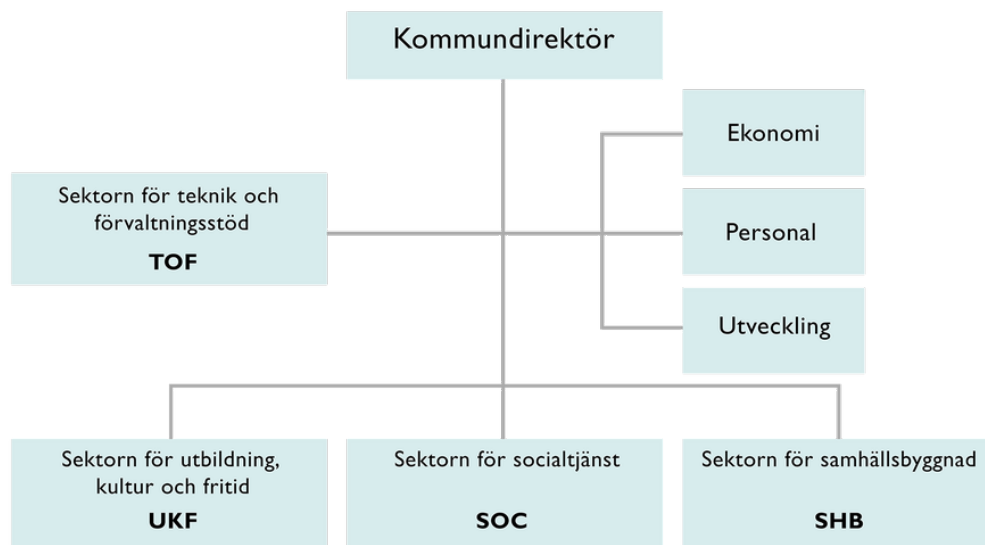 Kommundirektör
Ekonomi
Sektorn för teknik och
förvaltningsstöd
TOF
Personal
Utveckling
Sektorn för utbildning,
kultur och fritid
UKF
Sektorn för socialtjänst
SOC
Sektorn för samhällsbyggnad
SHB